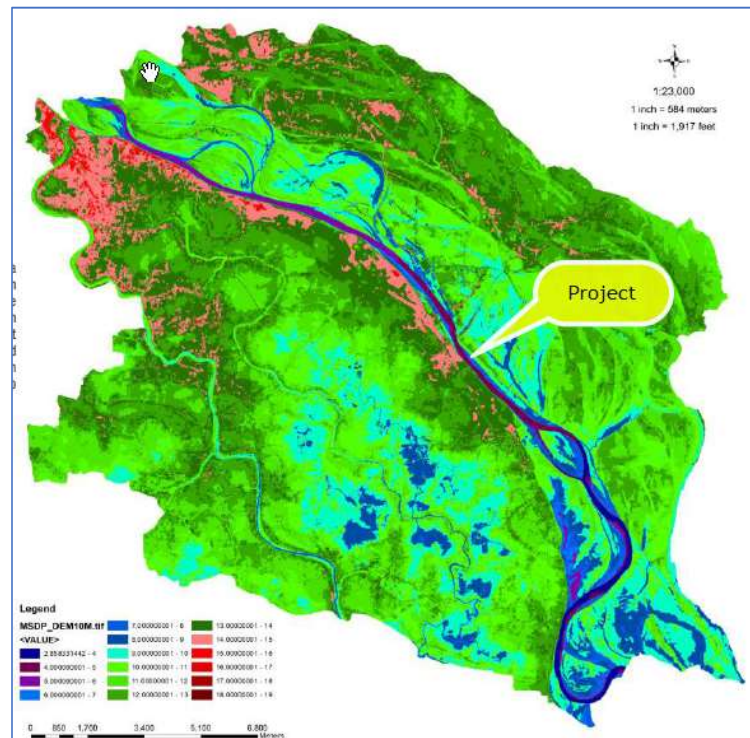 1:23,000
1 inch = 584 meters
1 inch = 1,917 feet
Project
Legend
MSDP_DEM10M.tif
<VALUE>
- 4
4.000000001 - 5
5.000000001 - 6
6.000000001 - 7
7.000000001 - 8
8.000000001 - 9
9.000000001 - 10
10.00000001 - 11
11.00000001 - 12
12.00000001 - 13
13.00000001 - 14
14.00000001 - 15
15.00000001 - 16
16.00000001 - 17
17.00000001 - 18
18.00000001 - 19
0 850 1,700 3,400 5,100 6,800
Meters